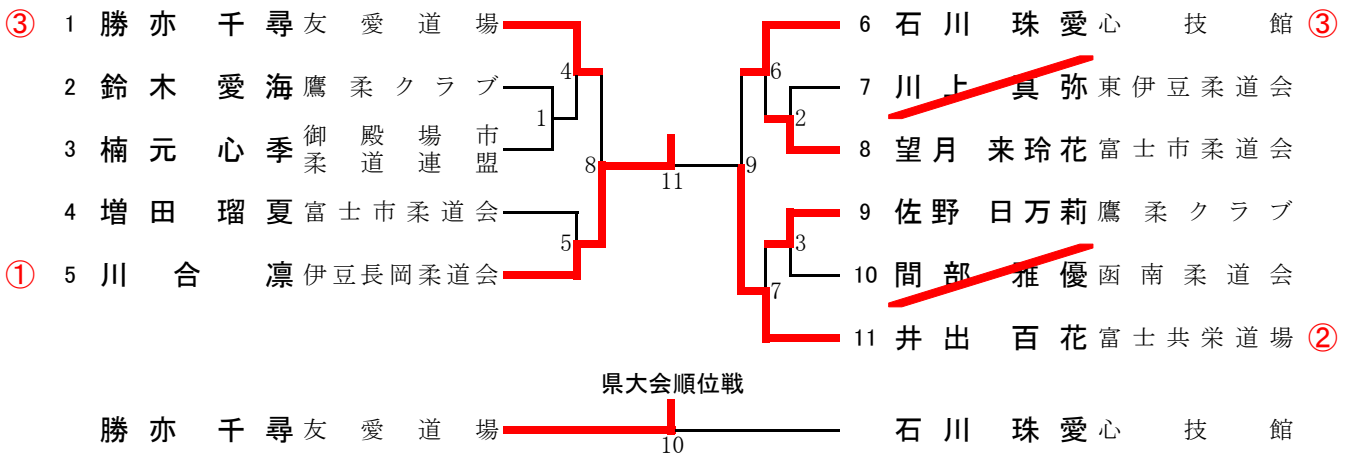 ③ 1 勝亦 千尋 友愛道場
2 鈴木 愛海 鷹柔クラブ
3 楠元 心季 御殿場市柔道連盟
4 増田 瑠夏 富士市柔道会
① 5 川合 凛 伊豆長岡柔道会
4
1
8
5
11
6
2
9
3
7
6 石川 珠愛 心技館 ③
7 川上 真弥 東伊豆柔道会
8 望月 来玲花 富士市柔道会
9 佐野 日万莉 鷹柔クラブ
10 間部 雅優 函南柔道会
11 井出 百花 富士共栄道場 ②
県大会順位戦
勝亦 千尋 友愛道場
10
石川 珠愛 心技館